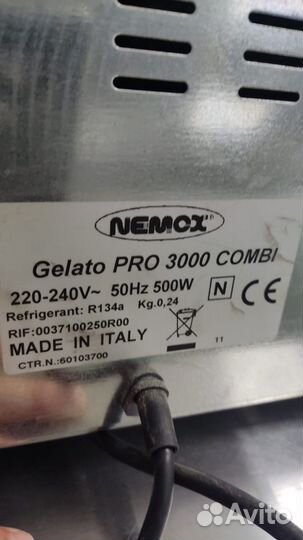 NEMOX
Gelato PRO 3000 COMBI
220-240V~ 50Hz 500W
N CE
Refrigerant: R134a Kg.0,24
RIF:0037100250R00
MADE IN ITALY
11
CTR.N.:60103700
Avito